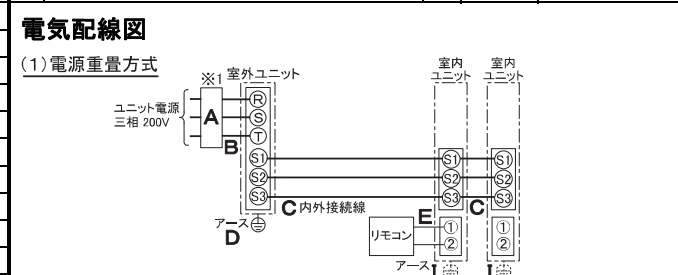 電気配線図
(1)電源重畳方式
※1
室外ユニット
室内
ユニット
室内
ユニット
ユニット電源
三相 200V
A
B
R
S
T
S1
S2
S3
S1
S2
S3
S1
S2
S3
C 内外接続線
C
アース
D
リモコン
E
①
②
①
②
アース